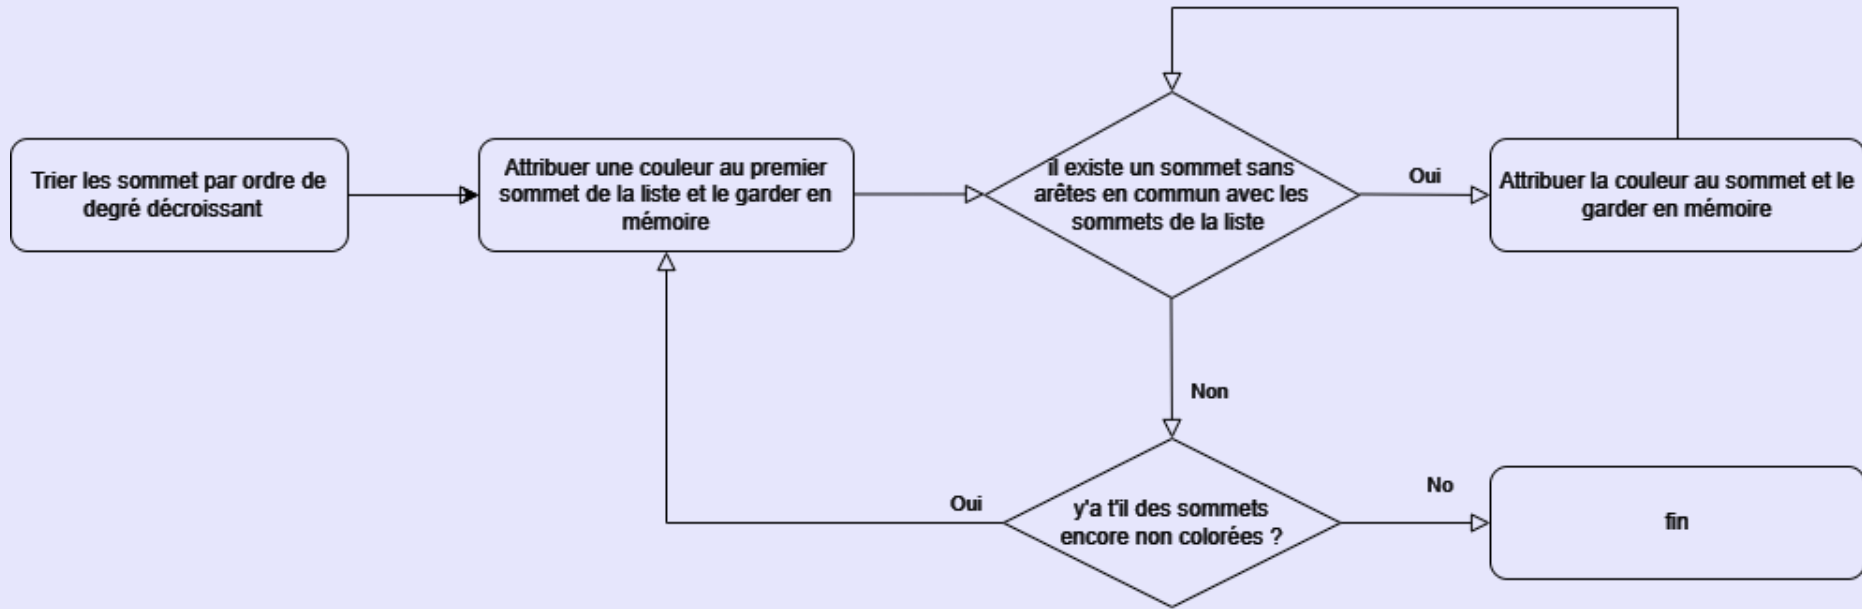 Trier les sommet par ordre de
degré décroissant
Attribuer une couleur au premier
sommet de la liste et le garder en
mémoire
il existe un sommet sans
arêtes en commun avec les
sommets de la liste
Oui
Attribuer la couleur au sommet et le
garder en mémoire
Non
Oui
y'a t'il des sommets
encore non colorées ?
No
fin